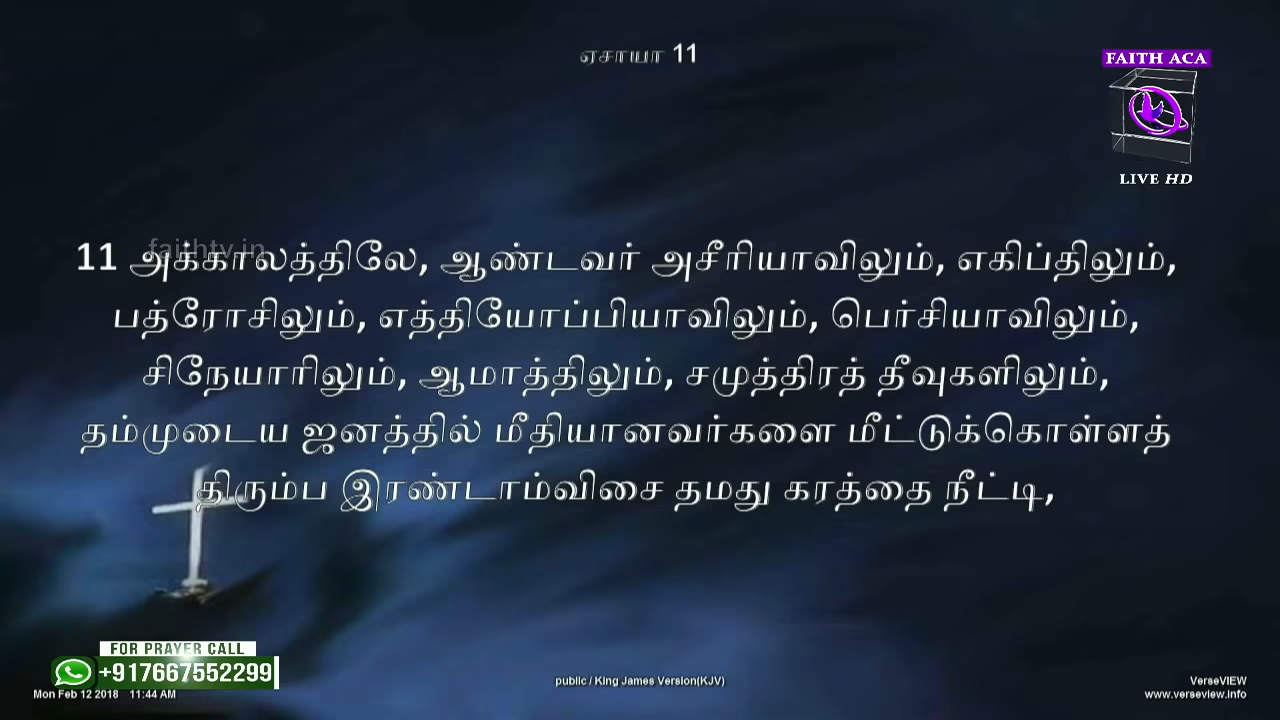 ஏசாயா 11
FAITH ACA
LIVE HD
faithtv.in
11 அக்காலத்திலே, ஆண்டவர் அசீரியாவிலும், எகிப்திலும்,
பத்ரோசிலும், எத்தியோப்பியாவிலும், பெர்சியாவிலும்,
சிநேயாரிலும், ஆமாத்திலும், சமுத்திரத் தீவுகளிலும்,
தம்முடைய ஜனத்தில் மீதியானவர்களை மீட்டுக்கொள்ளத்
திரும்ப இரண்டாம்விசை தமது கரத்தை நீட்டி,
FOR PRAYER CALL
+917667552299
Mon Feb 12 2018 11:44 AM
public / King James Version(KJV)
VerseVIEW
www.verseview.info